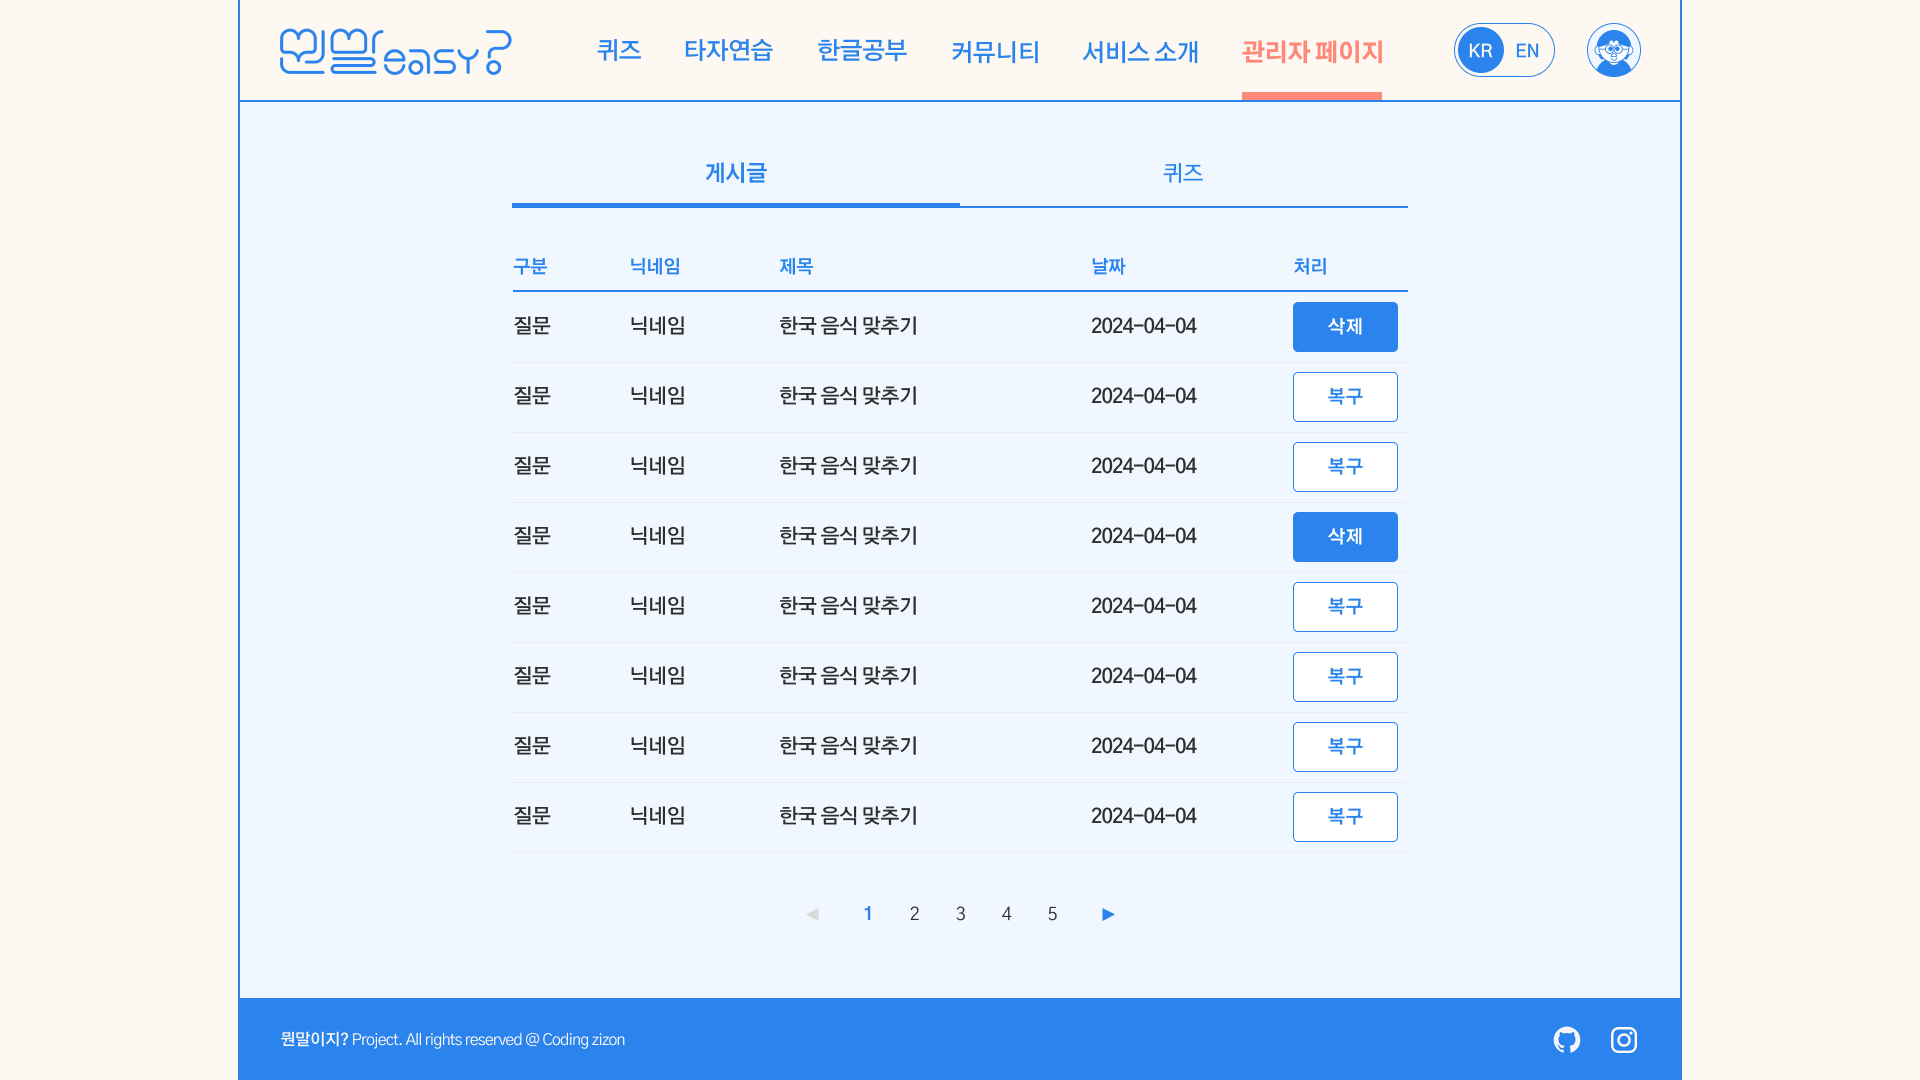 뭔말easy?
퀴즈 타자연습 한글공부 커뮤니티 서비스 소개 관리자 페이지 KR EN
게시글 퀴즈
구분 닉네임 제목 날짜 처리
질문 닉네임 한국 음식 맞추기 2024-04-04 삭제
질문 닉네임 한국 음식 맞추기 2024-04-04 복구
질문 닉네임 한국 음식 맞추기 2024-04-04 복구
질문 닉네임 한국 음식 맞추기 2024-04-04 삭제
질문 닉네임 한국 음식 맞추기 2024-04-04 복구
질문 닉네임 한국 음식 맞추기 2024-04-04 복구
질문 닉네임 한국 음식 맞추기 2024-04-04 복구
질문 닉네임 한국 음식 맞추기 2024-04-04 복구
◀ 1 2 3 4 5 ▶
뭔말이지? Project. All rights reserved @ Coding zizon